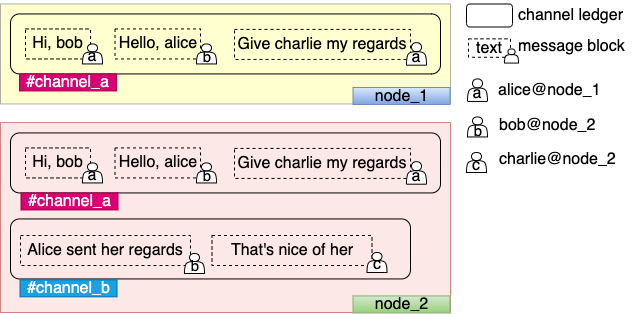 Hi, bob
a
Hello, alice
b
Give charlie my regards
a
#channel_a
node_1
Hi, bob
a
Hello, alice
b
Give charlie my regards
a
#channel_a
Alice sent her regards
b
That's nice of her
c
#channel_b
node_2
channel ledger
text
message block
a
alice@node_1
b
bob@node_2
c
charlie@node_2